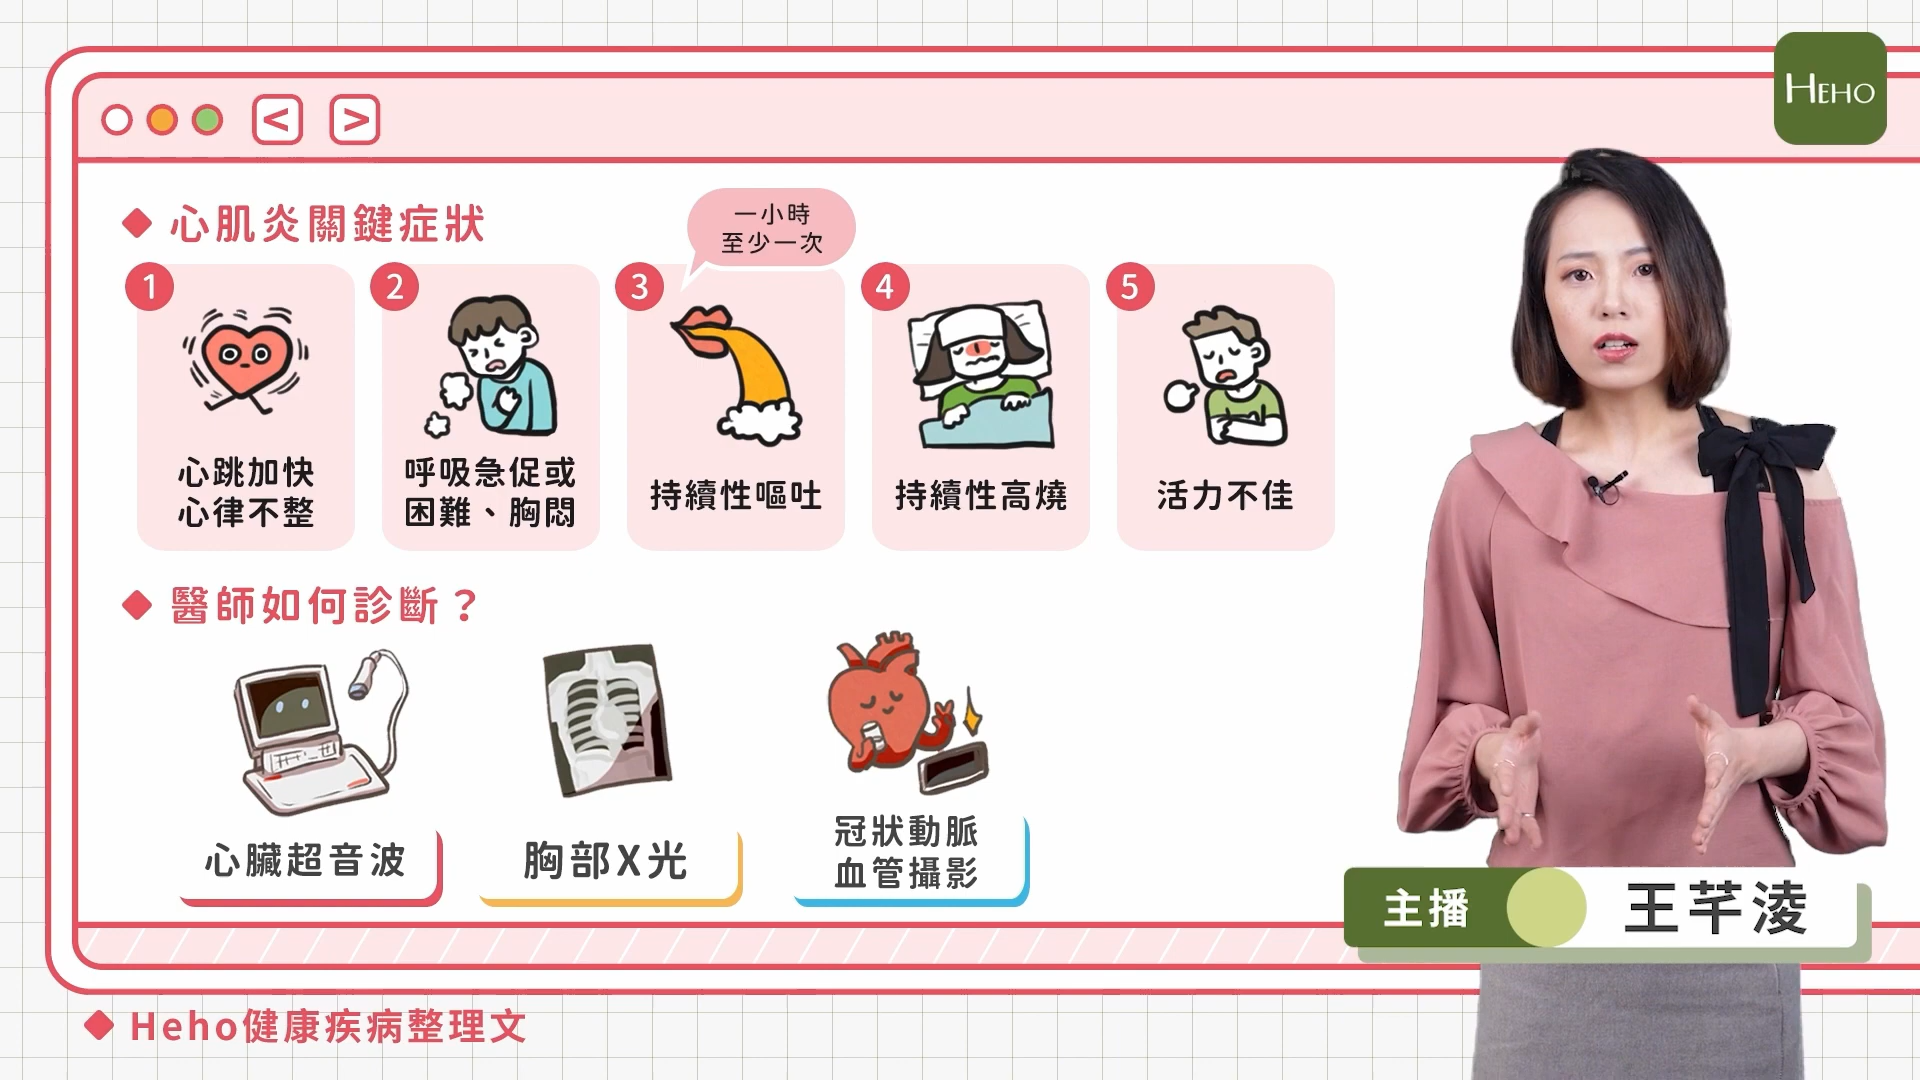 HEHO
< >
心肌炎關鍵症狀
一小時
至少一次
1
心跳加快
心律不整
2
呼吸急促或
困難、胸悶
3
持續性嘔吐
4
持續性高燒
5
活力不佳
醫師如何診斷？
心臟超音波
胸部X光
冠狀動脈
血管攝影
主播 王芊淩
Heho健康疾病整理文